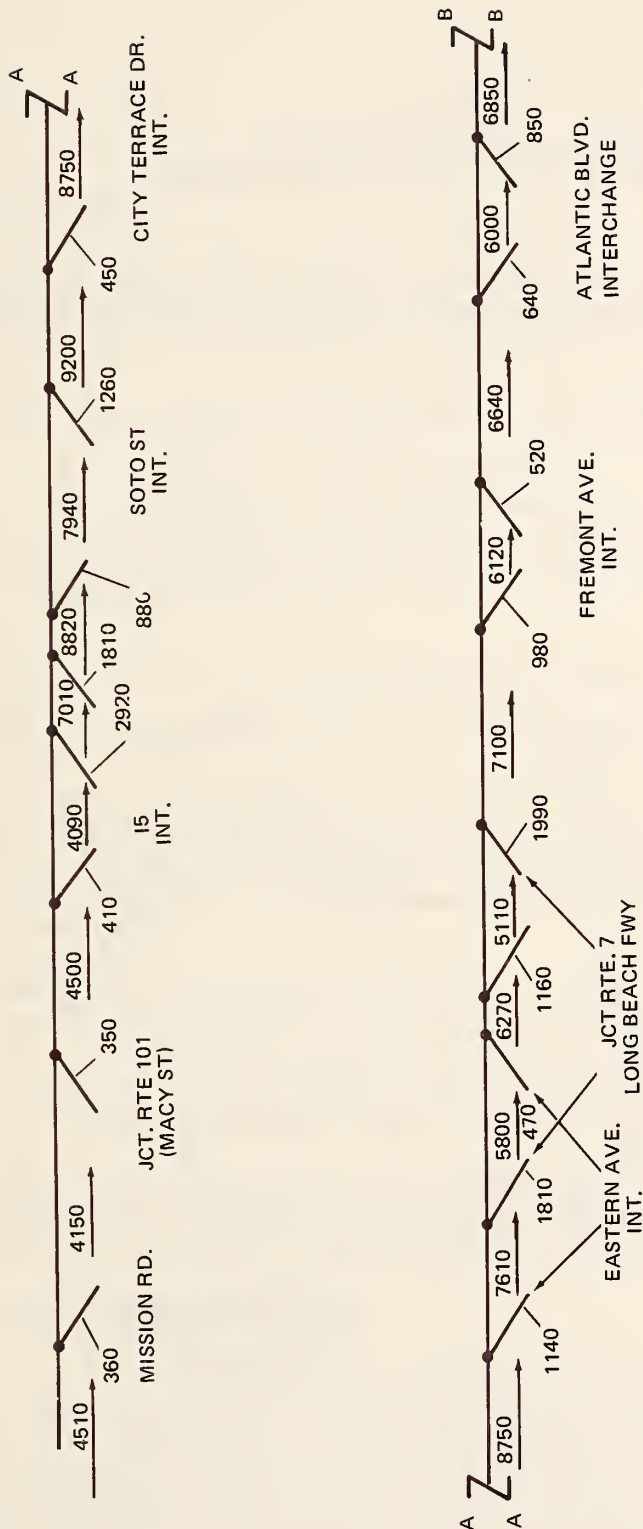 4510
360
MISSION RD.
4150
JCT. RTE 101
(MACY ST)
350
4500
410
4090
I5
INT.
7010
2920
1810
8820
880
7940
SOTO ST
INT.
1260
9200
450
8750
CITY TERRACE DR.
INT.
A
A
A
A
8750
1140
7610
1810
5800
470
EASTERN AVE.
INT.
6270
1160
5110
JCT RTE. 7
LONG BEACH FWY
1990
7100
980
6120
520
FREMONT AVE.
INT.
6640
640
6000
850
ATLANTIC BLVD.
INTERCHANGE
6850
B
B